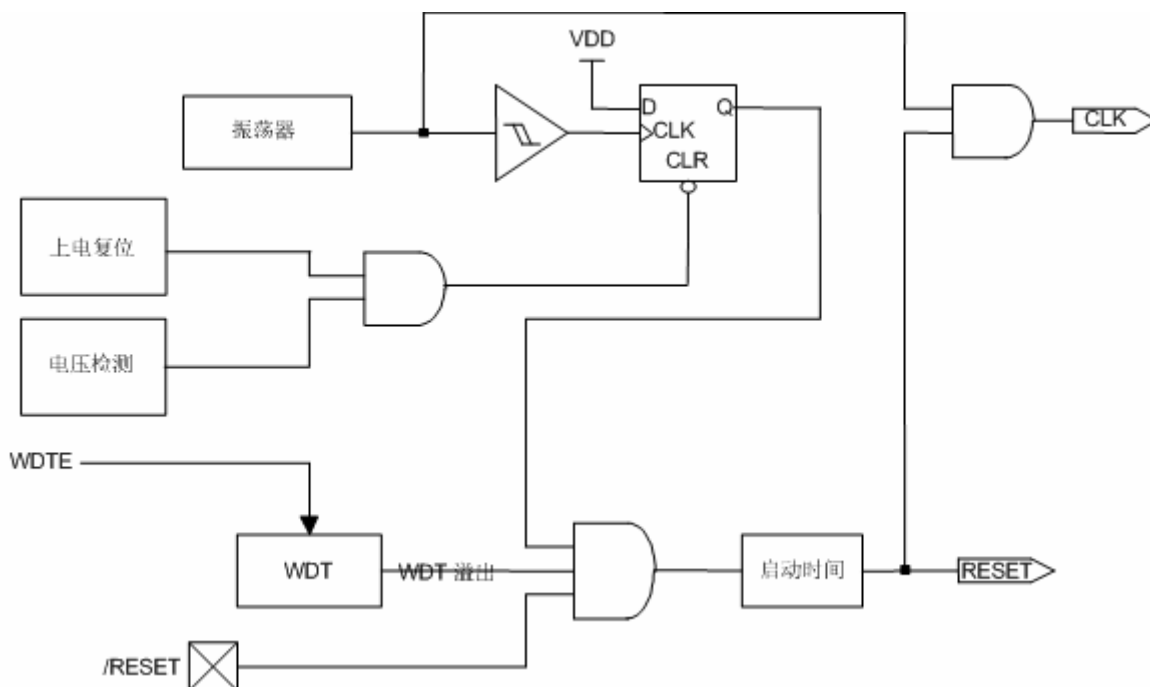 VDD
振荡器
D
Q
CLK
CLR
CLK
上电复位
电压检测
WDTE
WDT
WDT 溢出
启动时间
RESET
/RESET